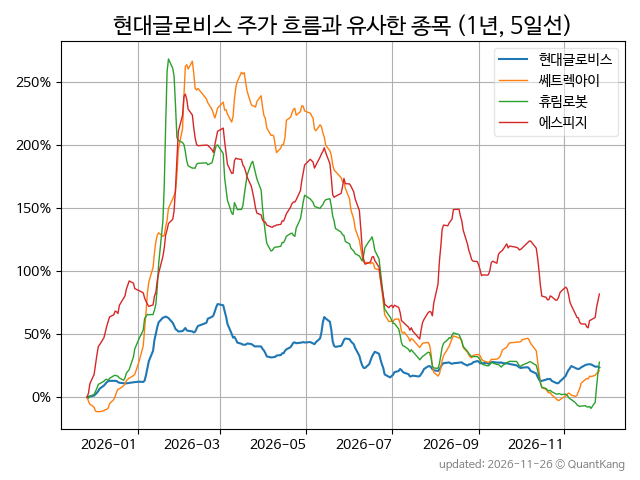 현대글로비스 주가 흐름과 유사한 종목 (1년, 5일선)
현대글로비스
쎄트렉아이
휴림로봇
에스피지
250%
200%
150%
100%
50%
0%
2026-01 2026-03 2026-05 2026-07 2026-09 2026-11
updated: 2026-11-26 © QuantKang